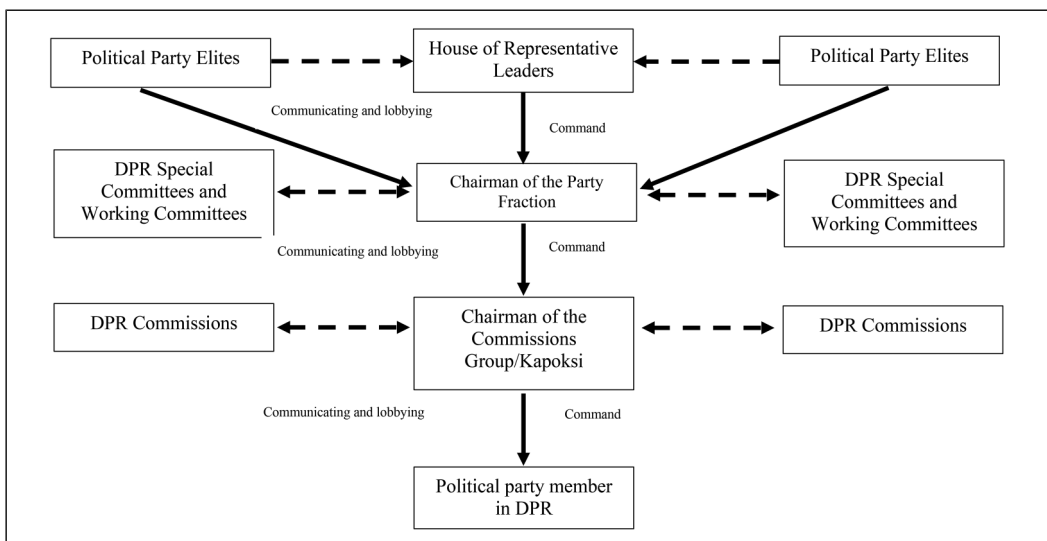 Political Party Elites
House of Representative
Leaders
Political Party Elites
Communicating and lobbying
Command
DPR Special
Committees and
Working Committees
Chairman of the Party
Fraction
DPR Special
Committees and
Working Committees
Communicating and lobbying
Command
DPR Commissions
Chairman of the
Commissions
Group/Kapoksi
DPR Commissions
Communicating and lobbying
Command
Political party member
in DPR